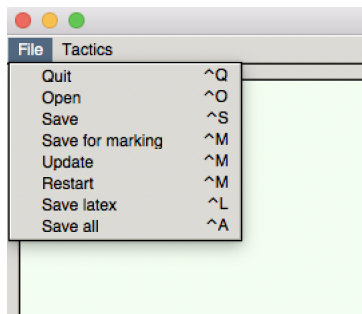 File Tactics
Quit ^Q
Open ^O
Save ^S
Save for marking ^M
Update ^M
Restart ^M
Save latex ^L
Save all ^A